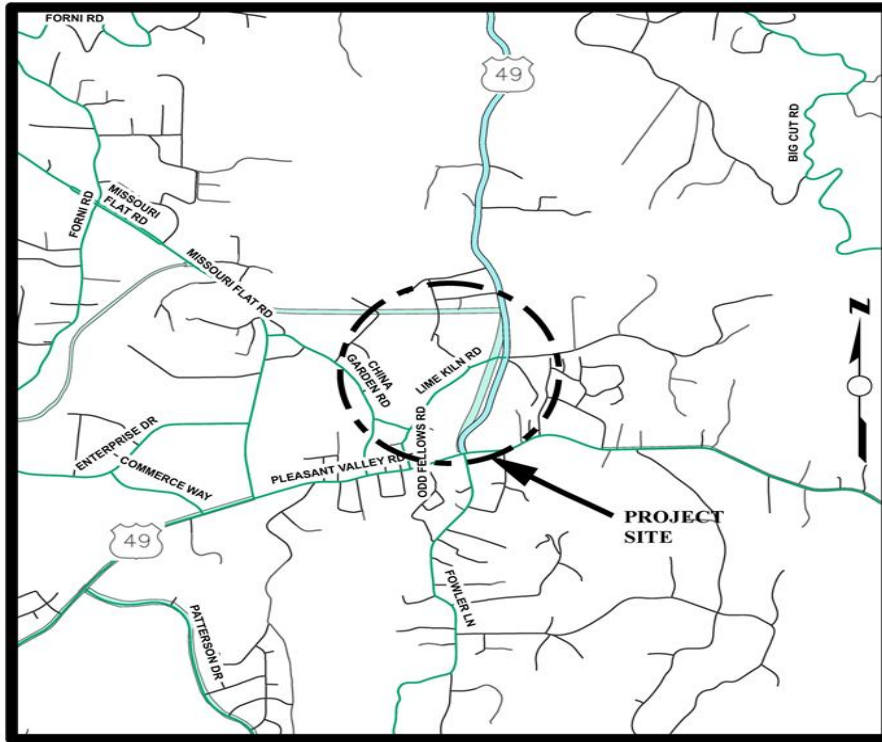 FORNI RD
49
BIG CUT RD
MISSOURI
FLAT RD
FORNI RD
MISSOURI FLAT RD
N
CHINA
GARDEN RD
LIME KILN RD
ODD FELLOWS RD
ENTERPRISE DR
COMMERCE WAY
PLEASANT VALLEY RD
49
PROJECT
SITE
FOWLER LN
PATTERSON DR